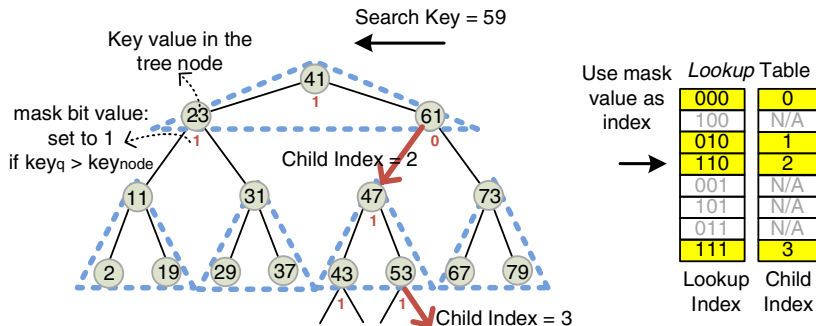 Search Key = 59
Key value in the
tree node
41
1
23
1
61
0
mask bit value:
set to 1
if keyq > keynode
Child Index = 2
11
31
47
1
73
2
19
29
37
43
1
53
1
67
79
Child Index = 3
Use mask
value as
index
Lookup Table
000 0
100 N/A
010 1
110 2
001 N/A
101 N/A
011 N/A
111 3
Lookup
Index
Child
Index